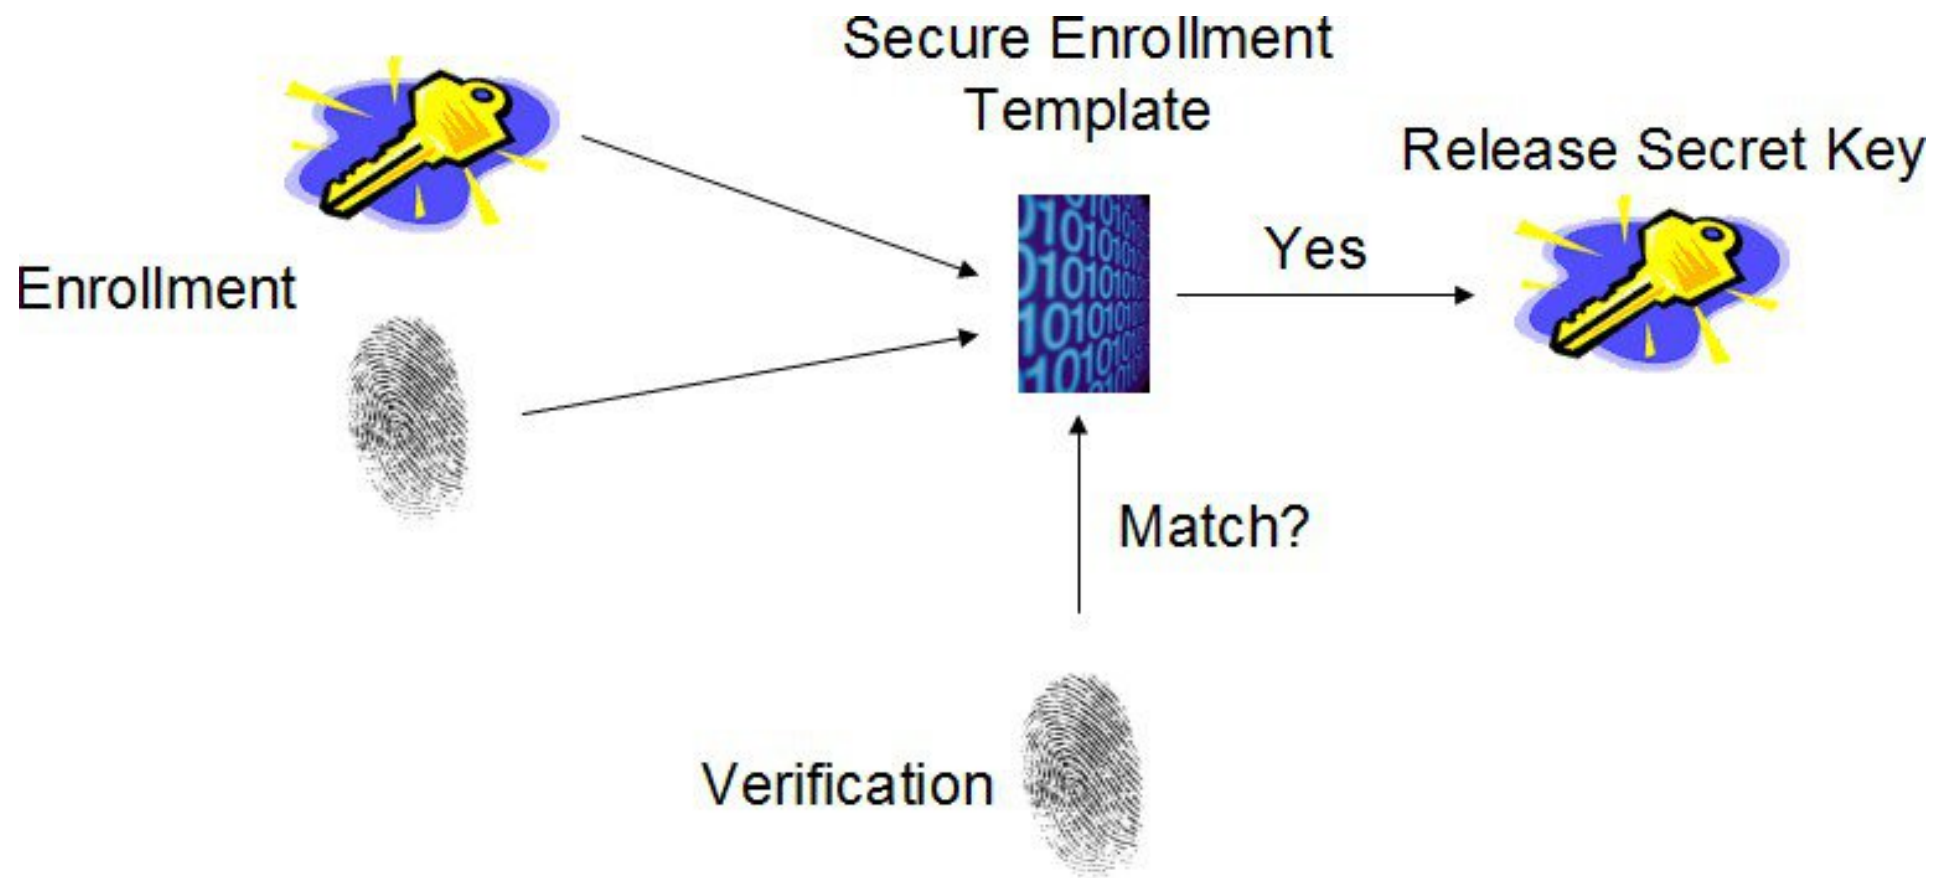 Secure Enrollment
Template
Release Secret Key
Yes
Enrollment
Match?
Verification